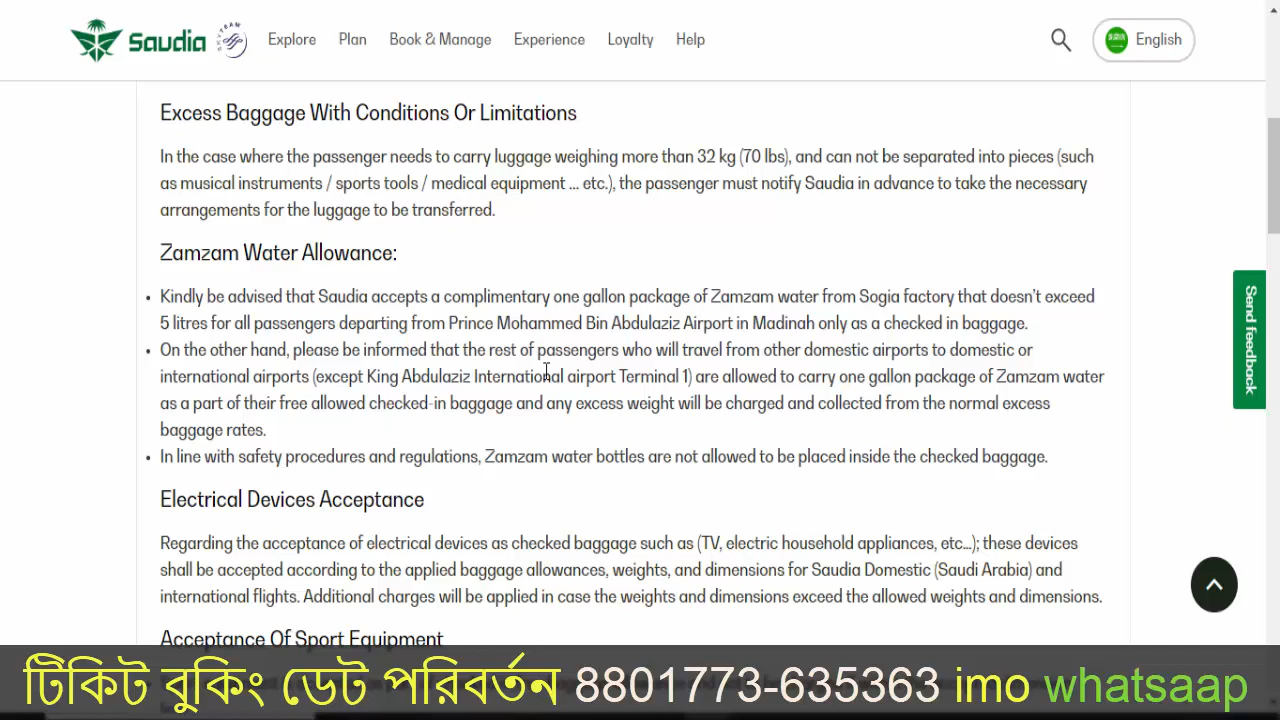 Saudia
SKYTEAM
Explore Plan Book & Manage Experience Loyalty Help
English
Excess Baggage With Conditions Or Limitations
In the case where the passenger needs to carry luggage weighing more than 32 kg (70 lbs), and can not be separated into pieces (such
as musical instruments / sports tools / medical equipment ... etc.), the passenger must notify Saudia in advance to take the necessary
arrangements for the luggage to be transferred.
Zamzam Water Allowance:
• Kindly be advised that Saudia accepts a complimentary one gallon package of Zamzam water from Sogia factory that doesn't exceed
5 litres for all passengers departing from Prince Mohammed Bin Abdulaziz Airport in Madinah only as a checked in baggage.
• On the other hand, please be informed that the rest of passengers who will travel from other domestic airports to domestic or
international airports (except King Abdulaziz International airport Terminal 1) are allowed to carry one gallon package of Zamzam water
as a part of their free allowed checked-in baggage and any excess weight will be charged and collected from the normal excess
baggage rates.
• In line with safety procedures and regulations, Zamzam water bottles are not allowed to be placed inside the checked baggage.
Electrical Devices Acceptance
Regarding the acceptance of electrical devices as checked baggage such as (TV, electric household appliances, etc...); these devices
shall be accepted according to the applied baggage allowances, weights, and dimensions for Saudia Domestic (Saudi Arabia) and
international flights. Additional charges will be applied in case the weights and dimensions exceed the allowed weights and dimensions.
Acceptance Of Sport Equipment
Send feedback
টিকিট বুকিং ডেট পরিবর্তন 8801773-635363 imo whatsaap